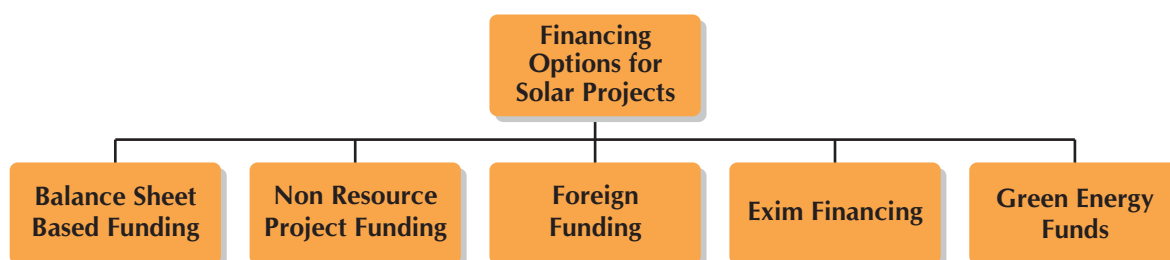 Financing
Options for
Solar Projects
Balance Sheet
Based Funding
Non Resource
Project Funding
Foreign
Funding
Exim Financing
Green Energy
Funds